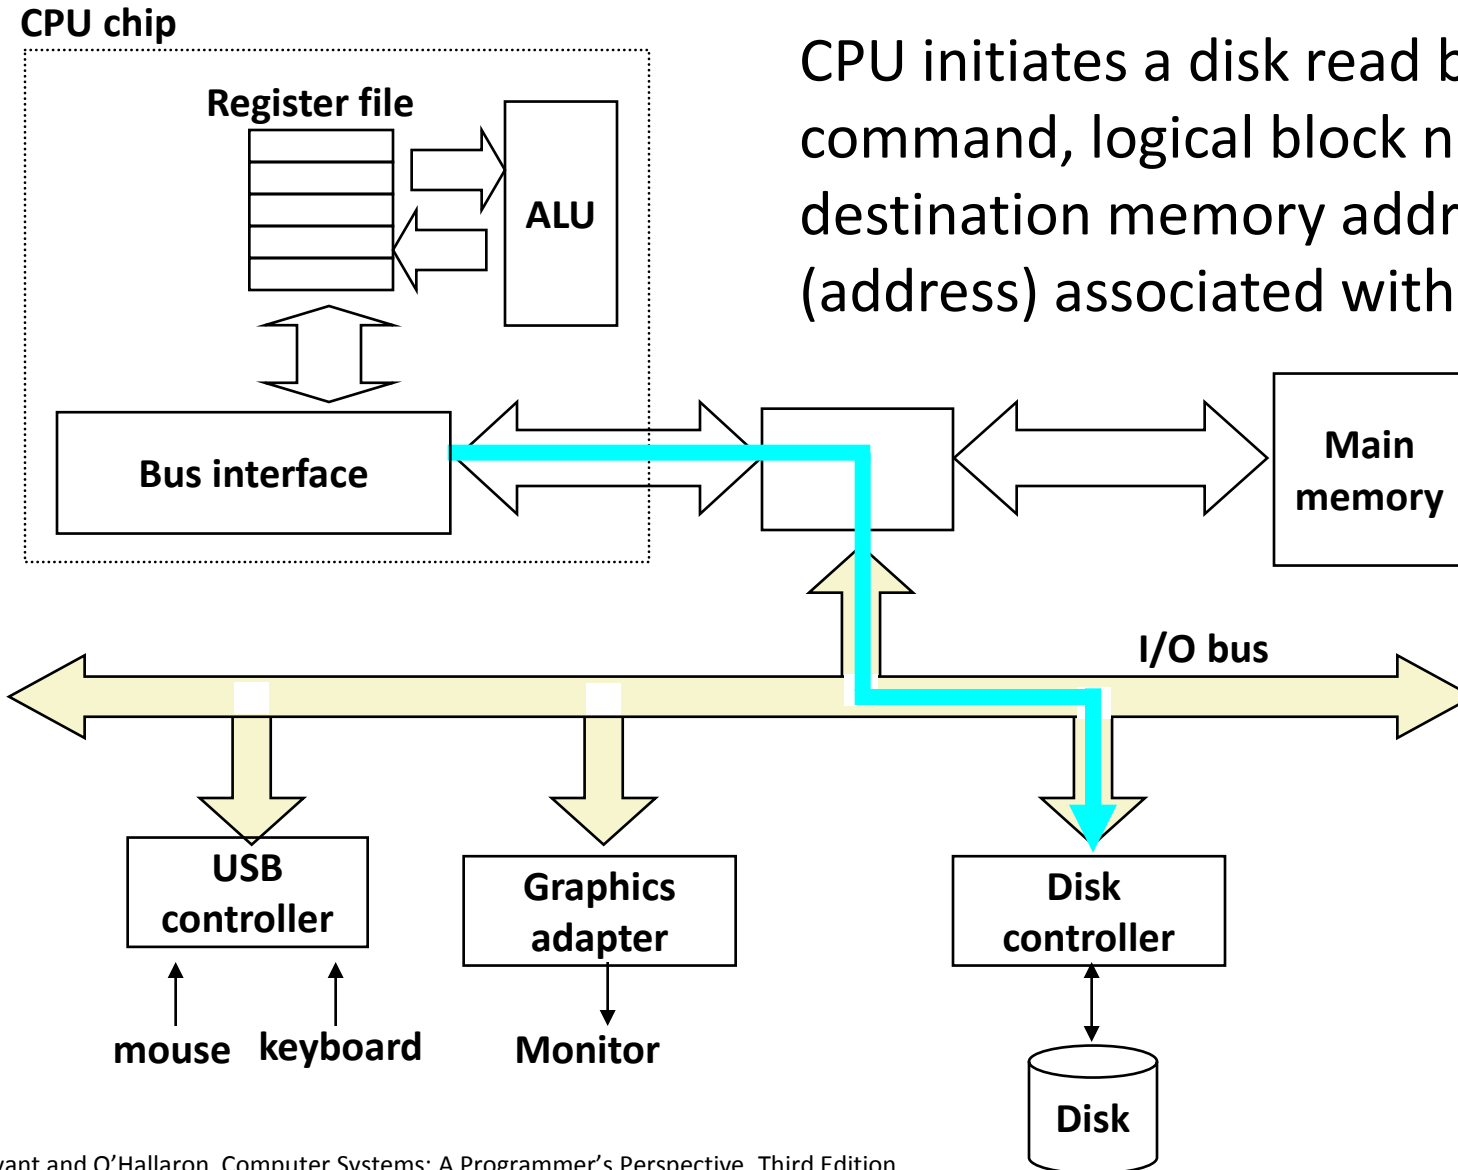 CPU chip
CPU initiates a disk read
command, logical block
destination memory
(address) associated with
Register file
ALU
Bus interface
Main
memory
I/O bus
USB
controller
Graphics
adapter
Disk
controller
mouse
keyboard
Monitor
Disk
and O'Hallaron, Computer Systems: A Programmer's Perspective, Third Edition